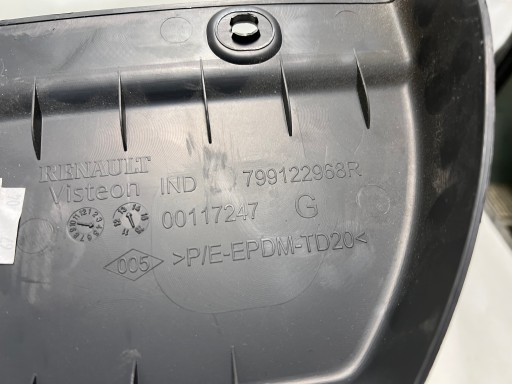 RENAULT
Visteon IND 799122968R
00117247 G
005 >P/E-EPDM-TD20<